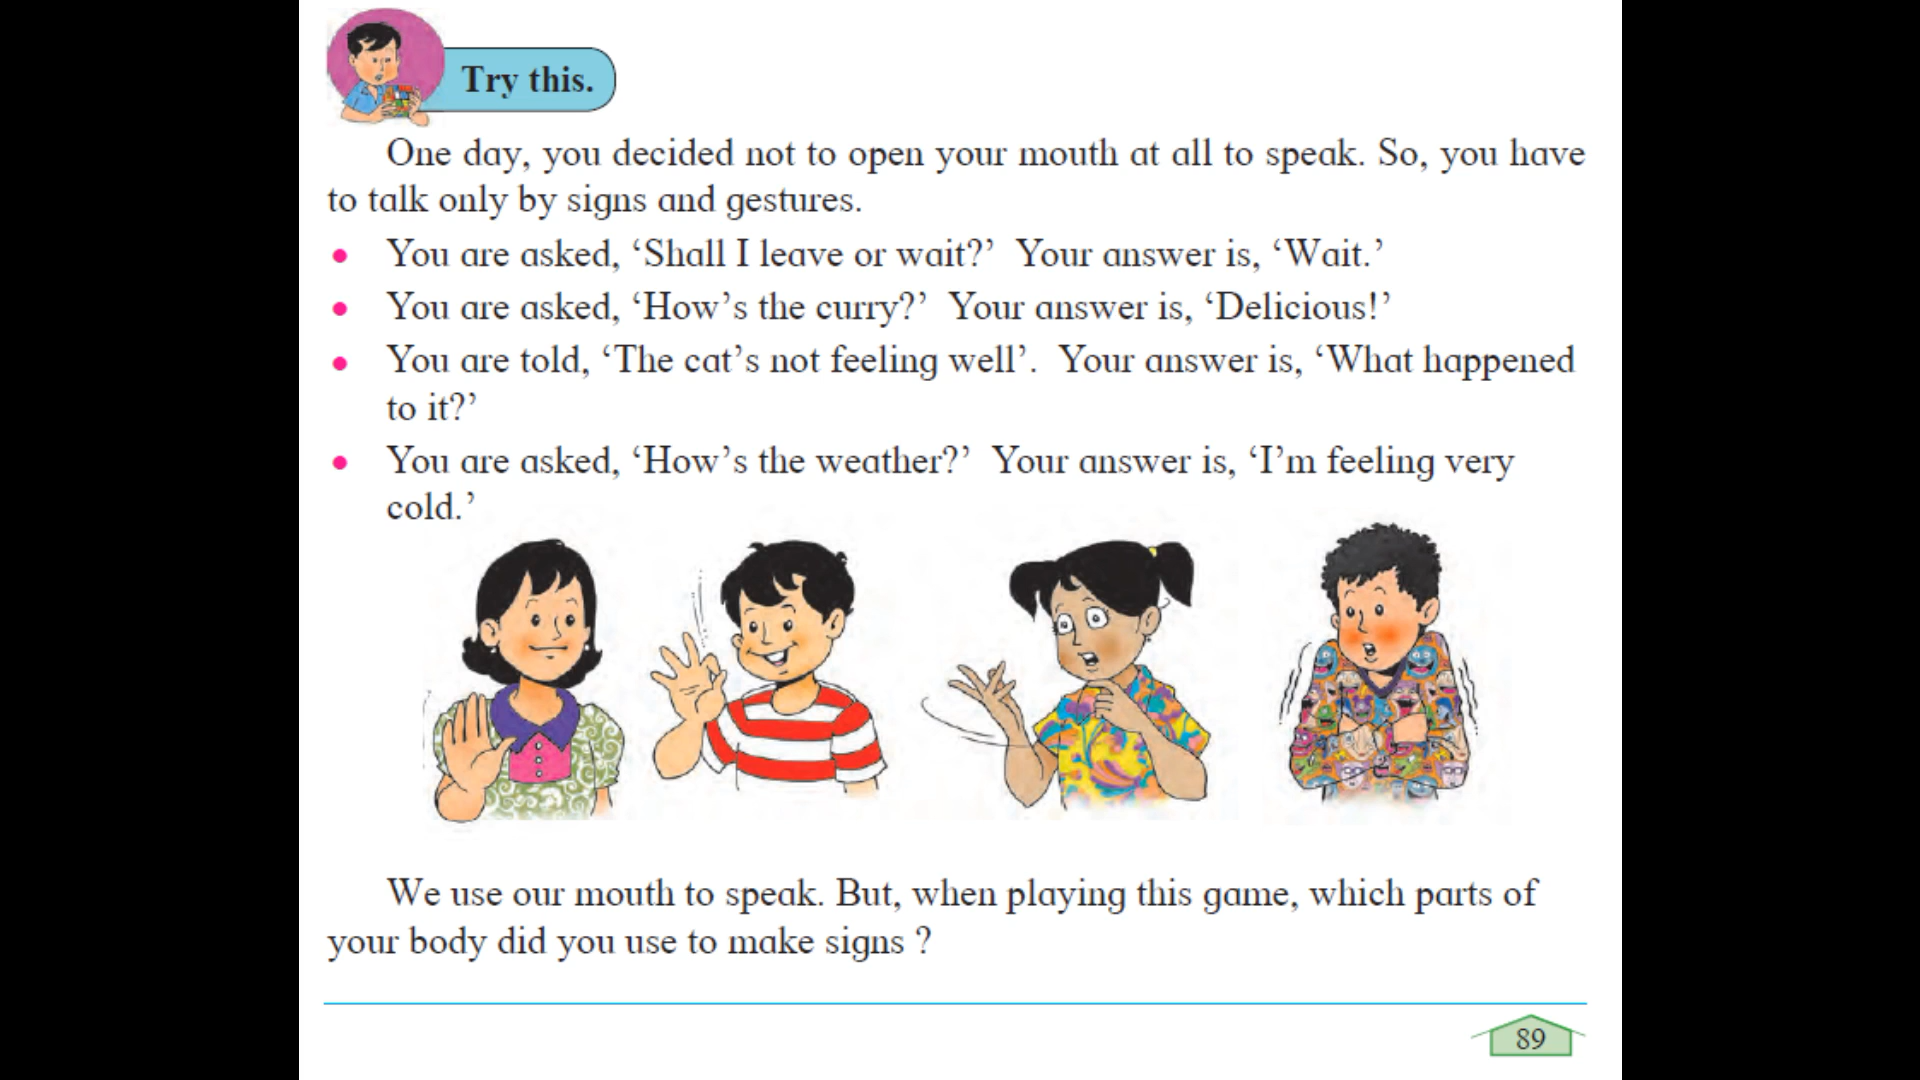 Try this.
One day, you decided not to open your mouth at all to speak. So, you have
to talk only by signs and gestures.
• You are asked, ‘Shall I leave or wait?’ Your answer is, ‘Wait.’
• You are asked, ‘How’s the curry?’ Your answer is, ‘Delicious!’
• You are told, ‘The cat’s not feeling well’. Your answer is, ‘What happened
to it?’
• You are asked, ‘How’s the weather?’ Your answer is, ‘I’m feeling very
cold.’
We use our mouth to speak. But, when playing this game, which parts of
your body did you use to make signs ?
89